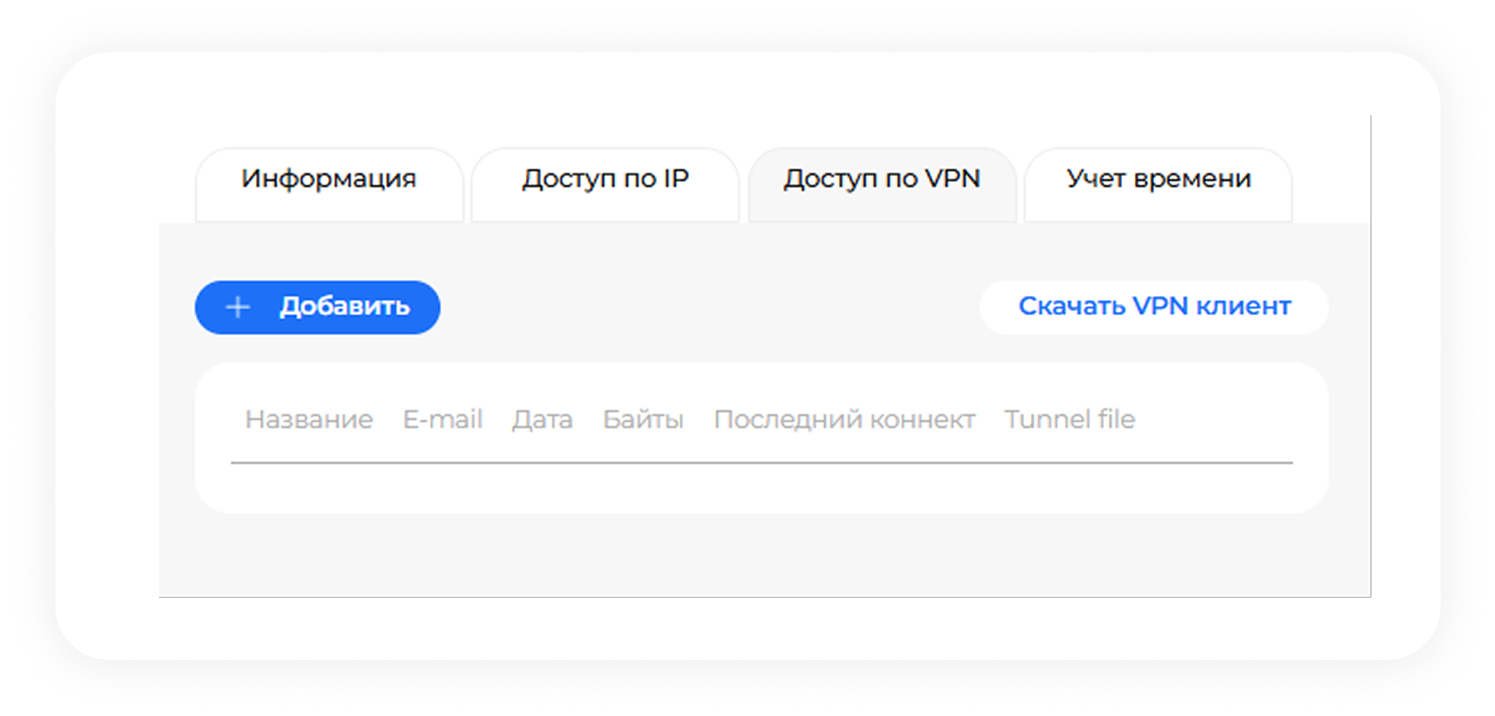 Информация Доступ по IP Доступ по VPN Учет времени
Добавить Скачать VPN клиент
Название E-mail Дата Байты Последний коннект Tunnel file